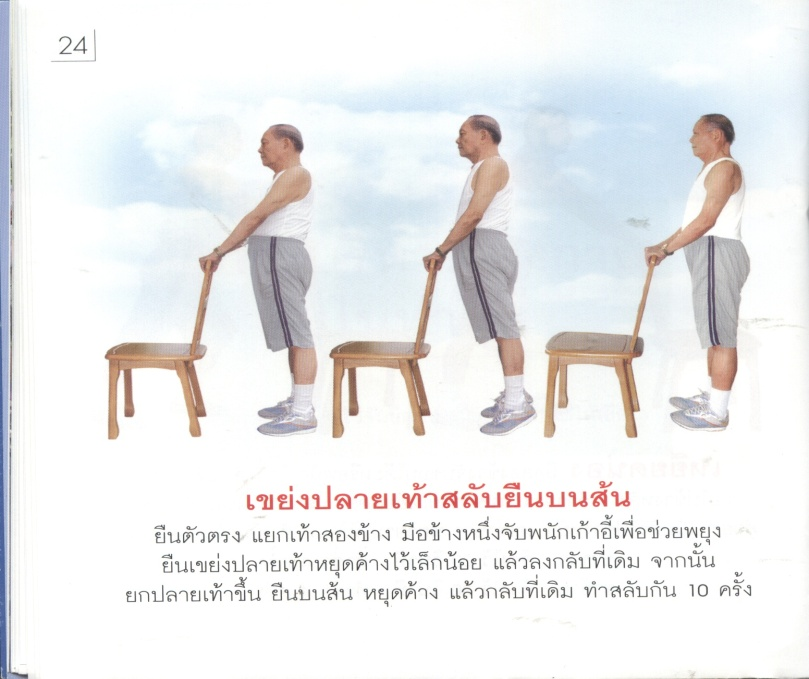 24
เขย่งปลายเท้าสลับยืนบนส้น
ยืนตัวตรง แยกเท้าสองข้าง มือข้างหนึ่งจับพนักเก้าอี้เพื่อช่วยพยุง
ยืนเขย่งปลายเท้าหยุดค้างไว้เล็กน้อย แล้วลงกลับที่เดิม จากนั้น
ยกปลายเท้าขึ้น ยืนบนส้น หยุดค้าง แล้วกลับที่เดิม ทำสลับกัน 10 ครั้ง